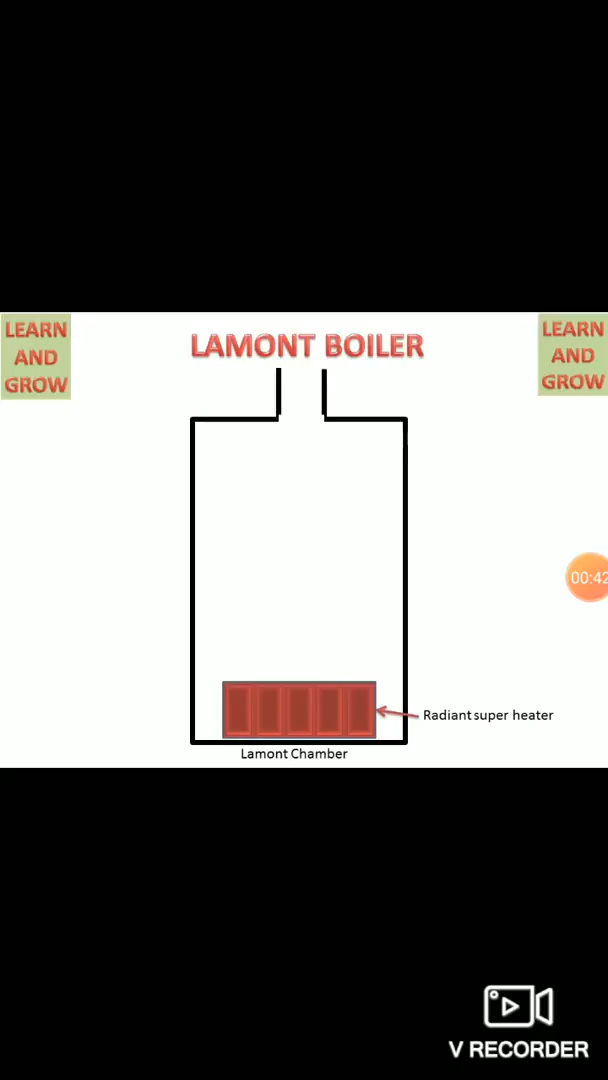 LEARN
AND
GROW
LAMONT BOILER
LEARN
AND
GROW
00:42
Radiant super heater
Lamont Chamber
V RECORDER